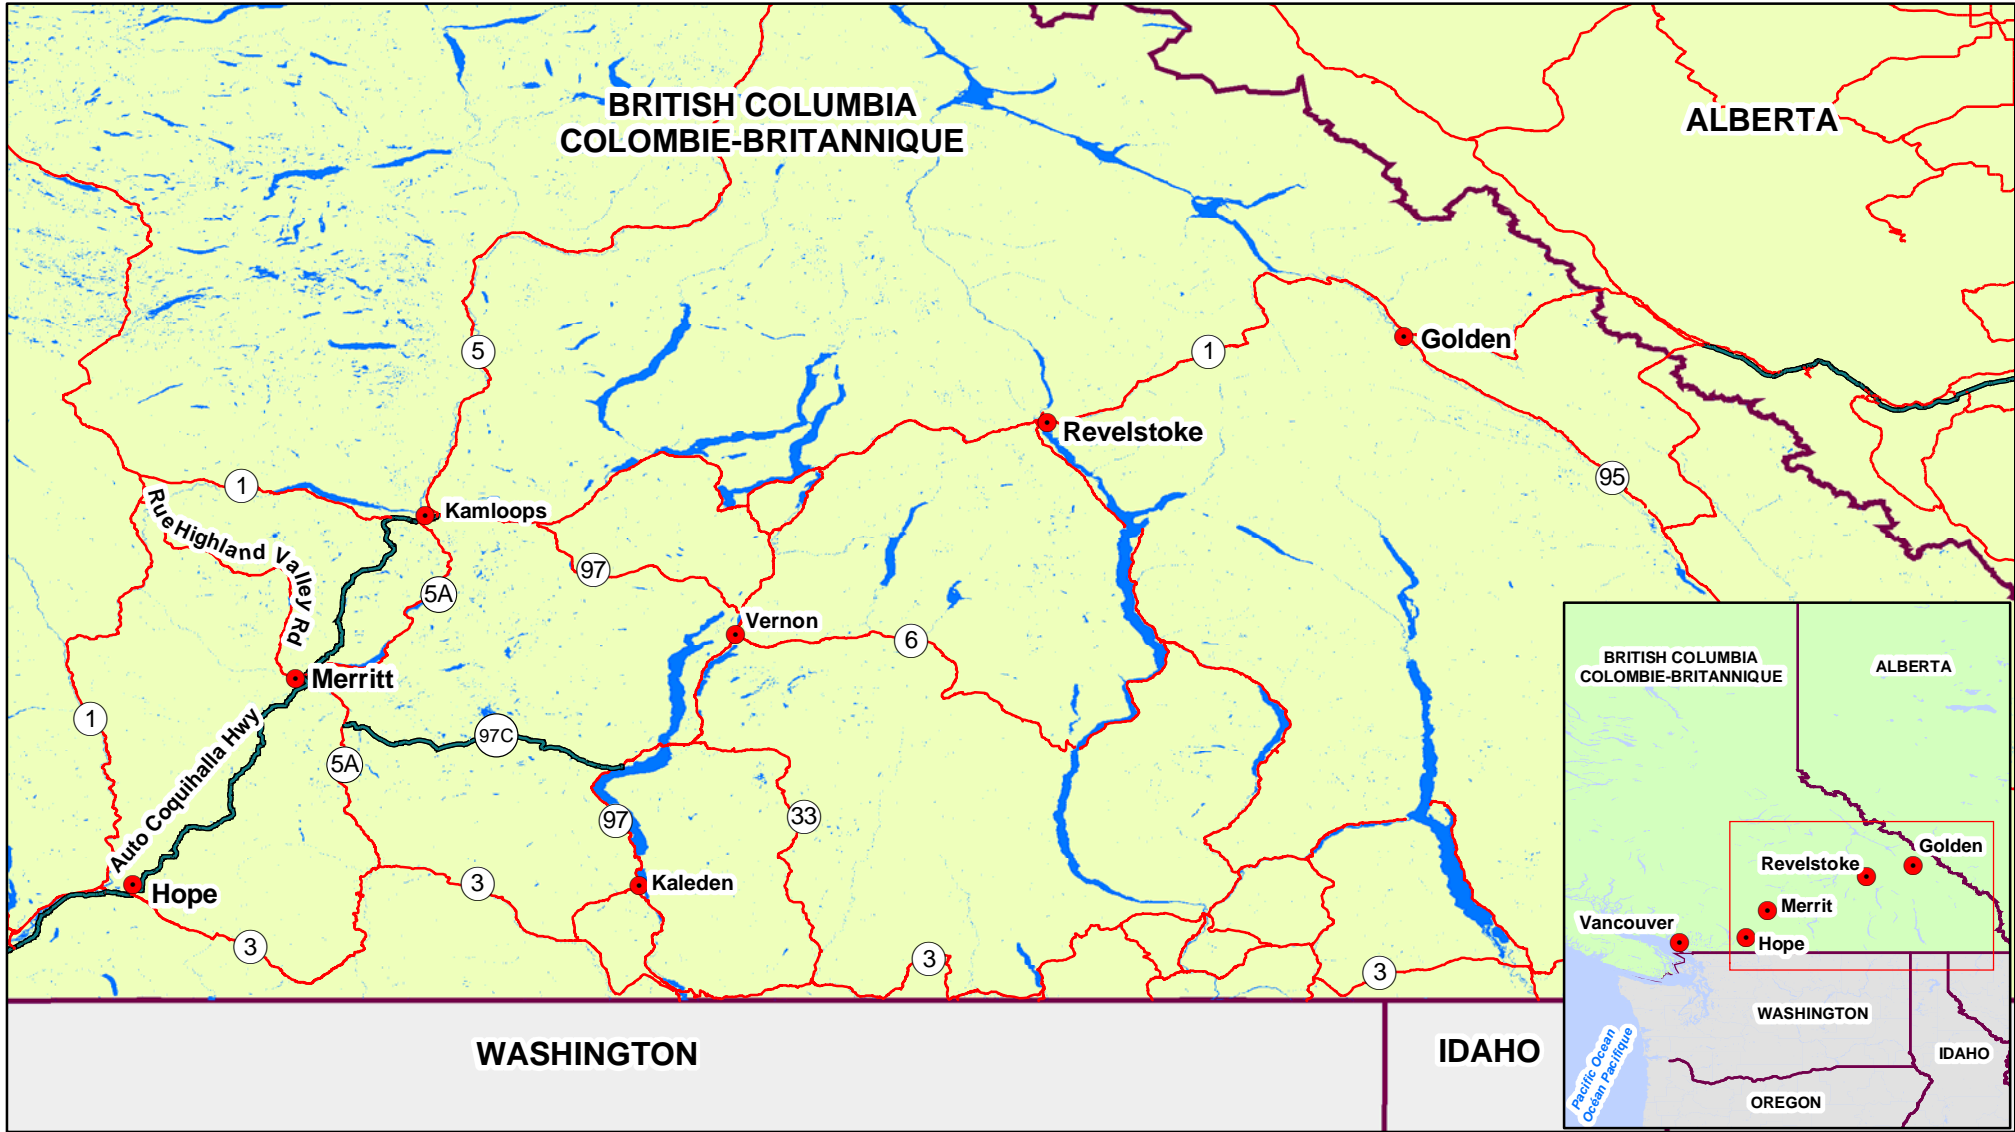 BRITISH COLUMBIA
COLOMBIE-BRITANNIQUE
ALBERTA
5
1
Golden
Revelstoke
95
1
Kamloops
Rue Highland Valley Rd
97
5A
Vernon
6
Merritt
1
Auto Coquihalla Hwy
97C
5A
97
33
Kaleden
3
Hope
3
3
3
WASHINGTON
IDAHO
BRITISH COLUMBIA
COLOMBIE-BRITANNIQUE
ALBERTA
Golden
Revelstoke
Merrit
Vancouver
Hope
WASHINGTON
IDAHO
OREGON
Pacific Ocean
Océan Pacifique